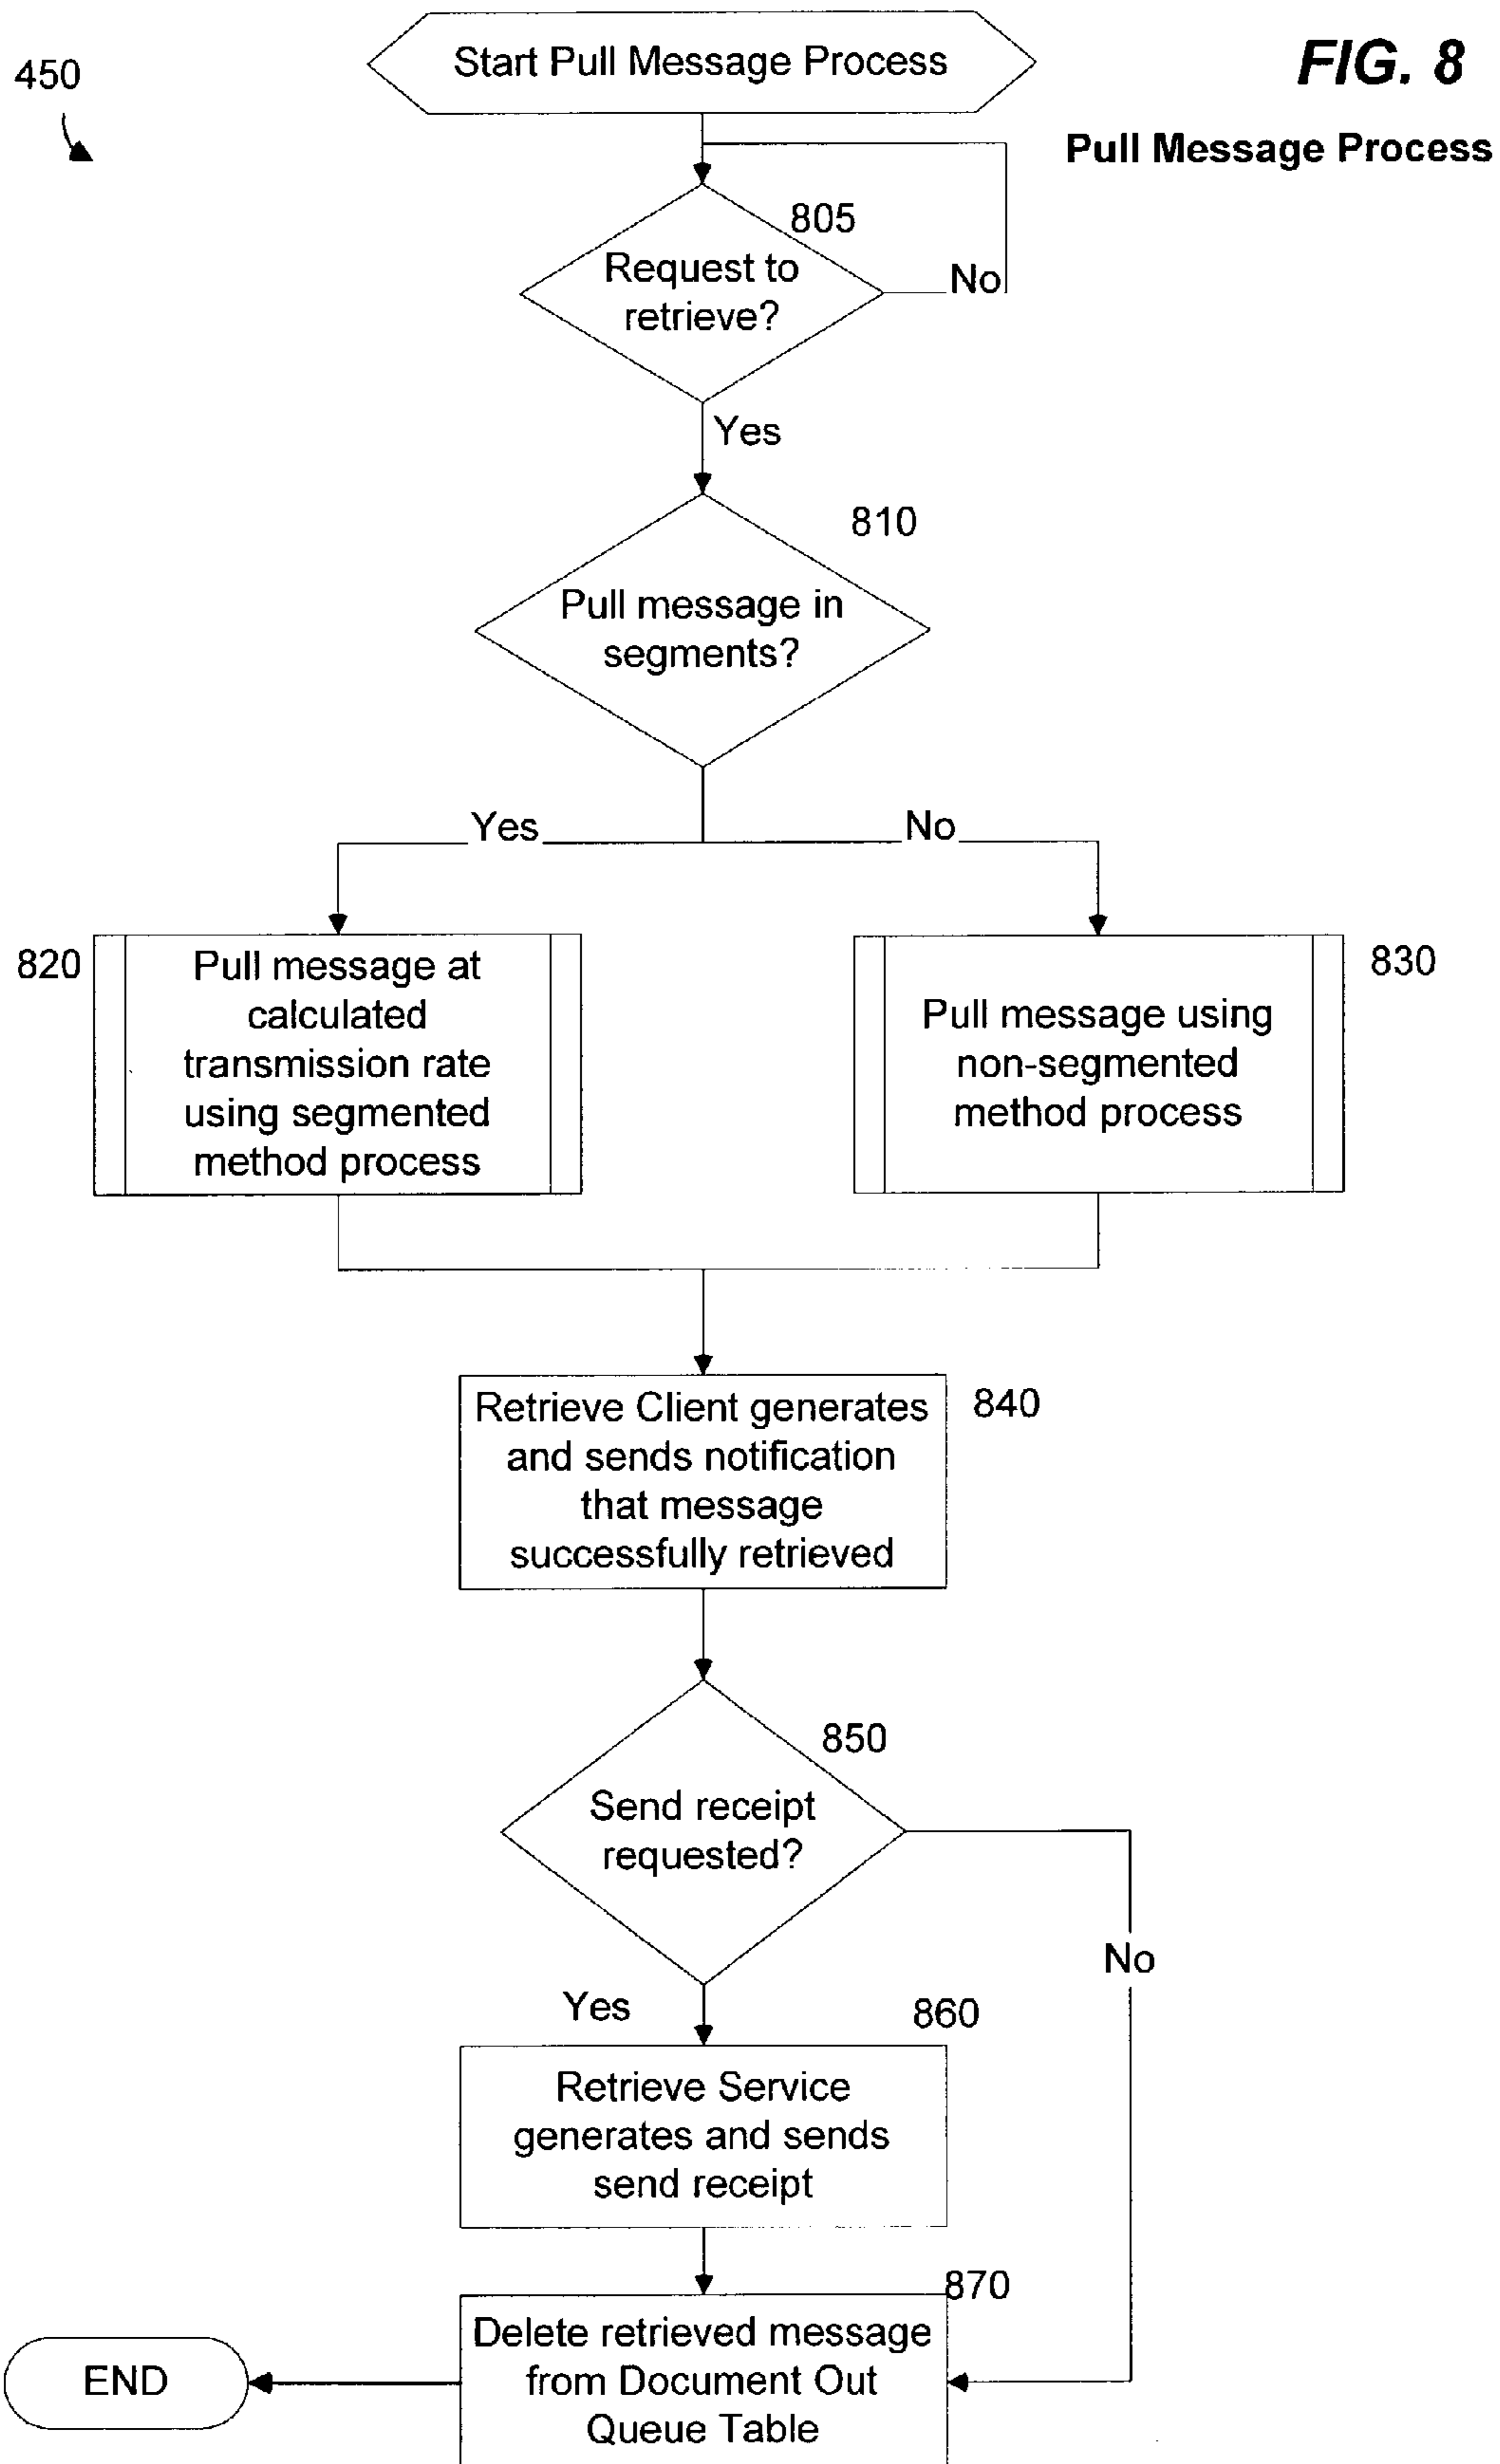 450
Start Pull Message Process
FIG. 8
Pull Message Process
805
Request to
retrieve?
No
Yes
810
Pull message in
segments?
Yes
No
820
Pull message at
calculated
transmission rate
using segmented
method process
830
Pull message using
non-segmented
method process
Retrieve Client generates
and sends notification
that message
successfully retrieved
840
850
Send receipt
requested?
No
Yes
860
Retrieve Service
generates and sends
send receipt
870
Delete retrieved message
from Document Out
Queue Table
END